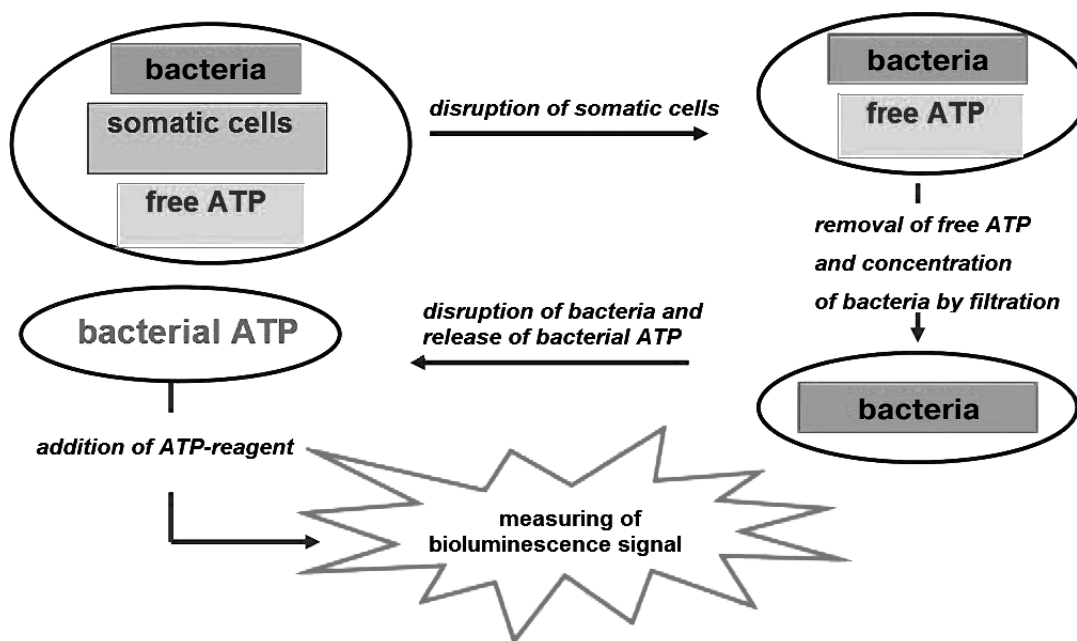 bacteria
somatic cells
free ATP
disruption of somatic cells
bacteria
free ATP
removal of free ATP
and concentration
of bacteria by filtration
bacteria
disruption of bacteria and
release of bacterial ATP
bacterial ATP
addition of ATP-reagent
measuring of
bioluminescence signal